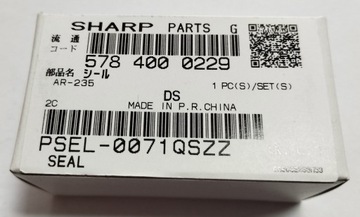 SHARP PARTS G
流通
コード
578 400 0229
部品名 シール
AR-235
1 PC(S)/SET(S)
DS
2C
MADE IN P.R.CHINA
PSEL-0071QSZZ
SEAL